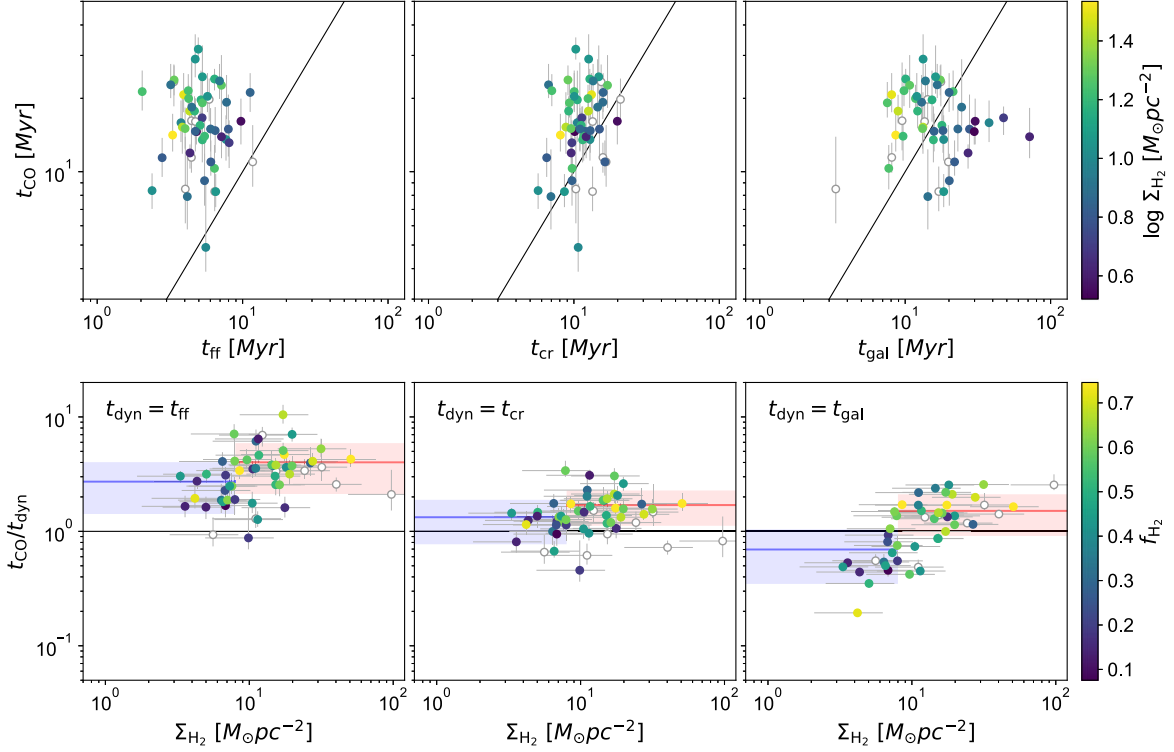 t_CO [Myr]
10^1
10^0 10^1 10^2
t_ff [Myr]
10^0 10^1 10^2
t_cr [Myr]
10^0 10^1 10^2
t_gal [Myr]
1.4
1.2
1.0
0.8
0.6
log Σ_H₂ [M_⊙pc^−2]
t_CO/t_dyn
10^1
10^0
10^−1
t_dyn = t_ff
t_dyn = t_cr
t_dyn = t_gal
10^0 10^1 10^2
Σ_H₂ [M_⊙pc^−2]
10^0 10^1 10^2
Σ_H₂ [M_⊙pc^−2]
10^0 10^1 10^2
Σ_H₂ [M_⊙pc^−2]
0.7
0.6
0.5
0.4
0.3
0.2
0.1
f_H₂